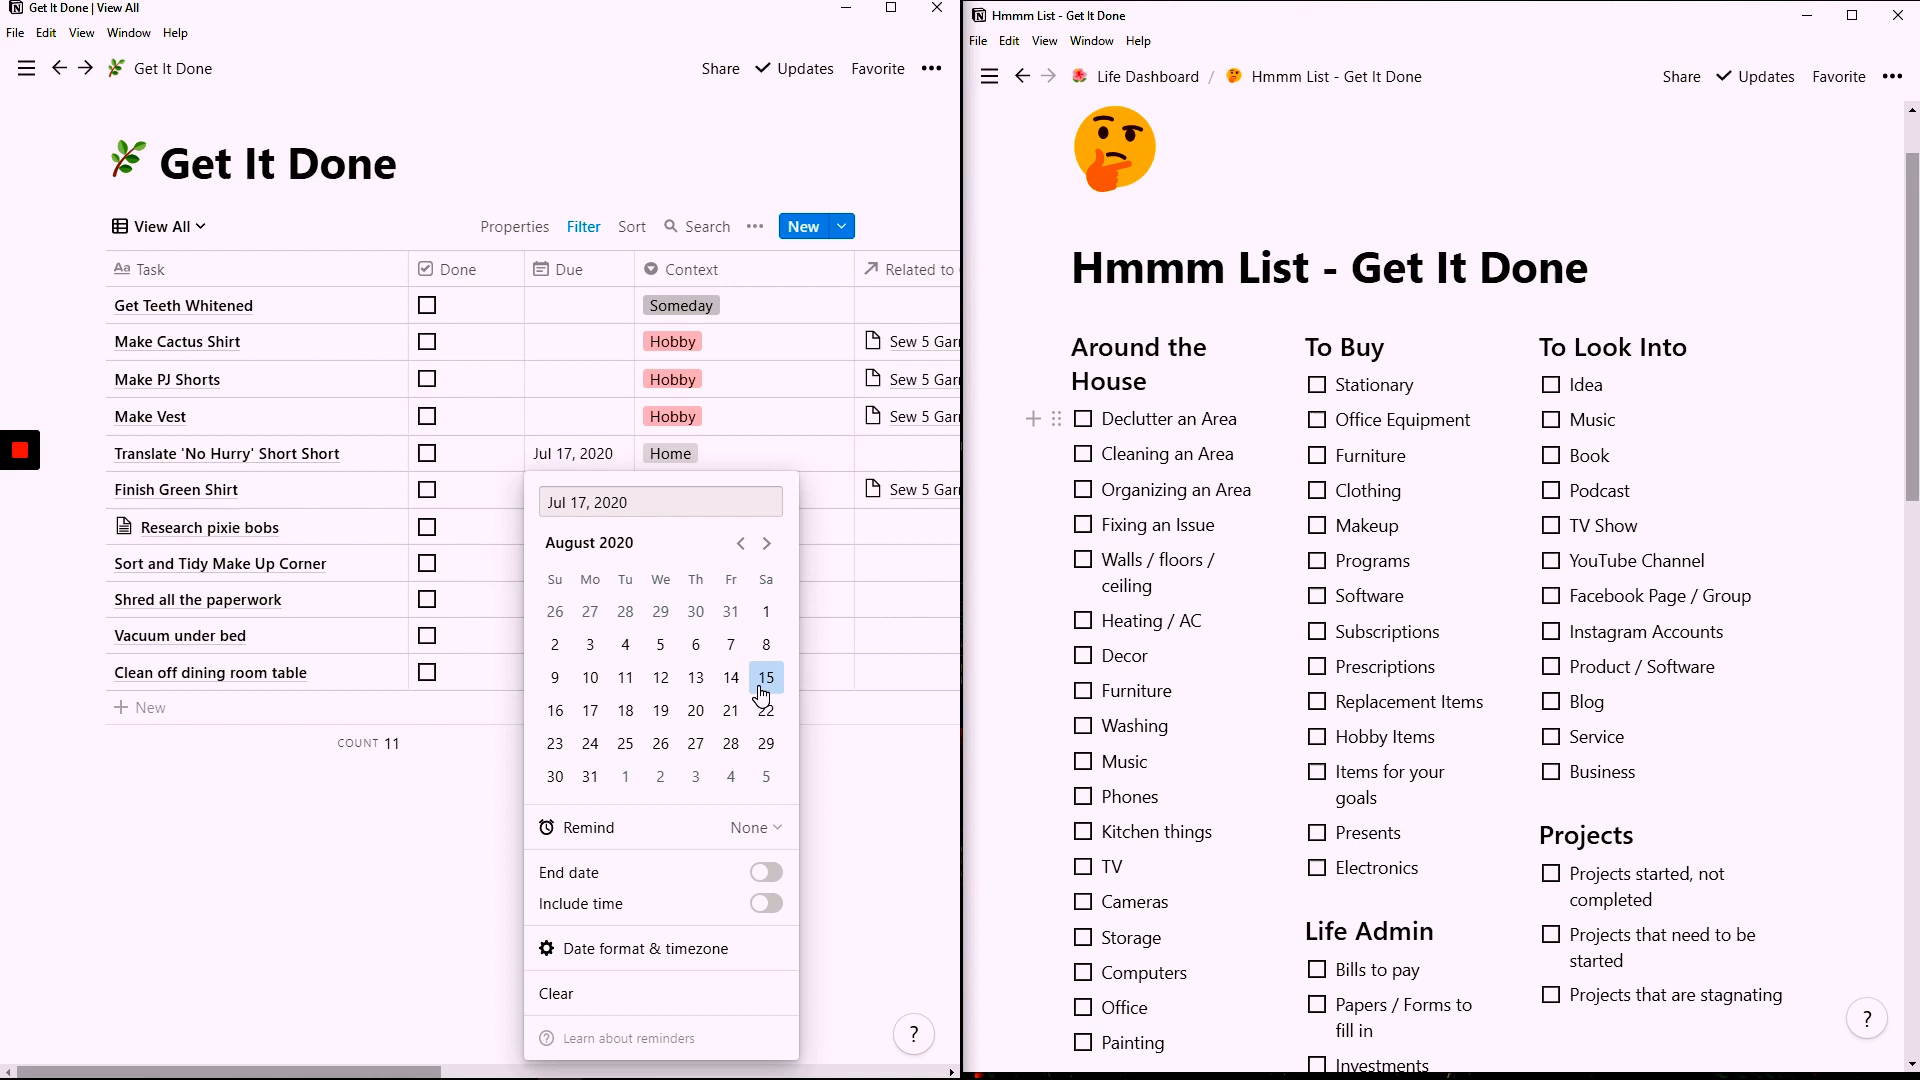 Get It Done | View All
File Edit View Window Help
Get It Done
Share Updates Favorite
Get It Done
View All
Properties Filter Sort Search New
Task Done Due Context Related to
Get Teeth Whitened Someday
Make Cactus Shirt Hobby Sew 5 Gar
Make PJ Shorts Hobby Sew 5 Gar
Make Vest Hobby Sew 5 Gar
Translate 'No Hurry' Short Short Jul 17, 2020 Home
Finish Green Shirt Sew 5 Gar
Research pixie bobs
Sort and Tidy Make Up Corner
Shred all the paperwork
Vacuum under bed
Clean off dining room table
New
COUNT 11
Jul 17, 2020
August 2020
Su Mo Tu We Th Fr Sa
26 27 28 29 30 31 1
2 3 4 5 6 7 8
9 10 11 12 13 14 15
16 17 18 19 20 21 22
23 24 25 26 27 28 29
30 31 1 2 3 4 5
Remind None
End date
Include time
Date format & timezone
Clear
Learn about reminders
?
Hmmm List - Get It Done
File Edit View Window Help
Life Dashboard / Hmmm List - Get It Done
Share Updates Favorite
Hmmm List - Get It Done
Around the
House
Declutter an Area
Cleaning an Area
Organizing an Area
Fixing an Issue
Walls / floors /
ceiling
Heating / AC
Decor
Furniture
Washing
Music
Phones
Kitchen things
TV
Cameras
Storage
Computers
Office
Painting
To Buy
Stationary
Office Equipment
Furniture
Clothing
Makeup
Programs
Software
Subscriptions
Prescriptions
Replacement Items
Hobby Items
Items for your
goals
Presents
Electronics
Life Admin
Bills to pay
Papers / Forms to
fill in
Investments
To Look Into
Idea
Music
Book
Podcast
TV Show
YouTube Channel
Facebook Page / Group
Instagram Accounts
Product / Software
Blog
Service
Business
Projects
Projects started, not
completed
Projects that need to be
started
Projects that are stagnating
?